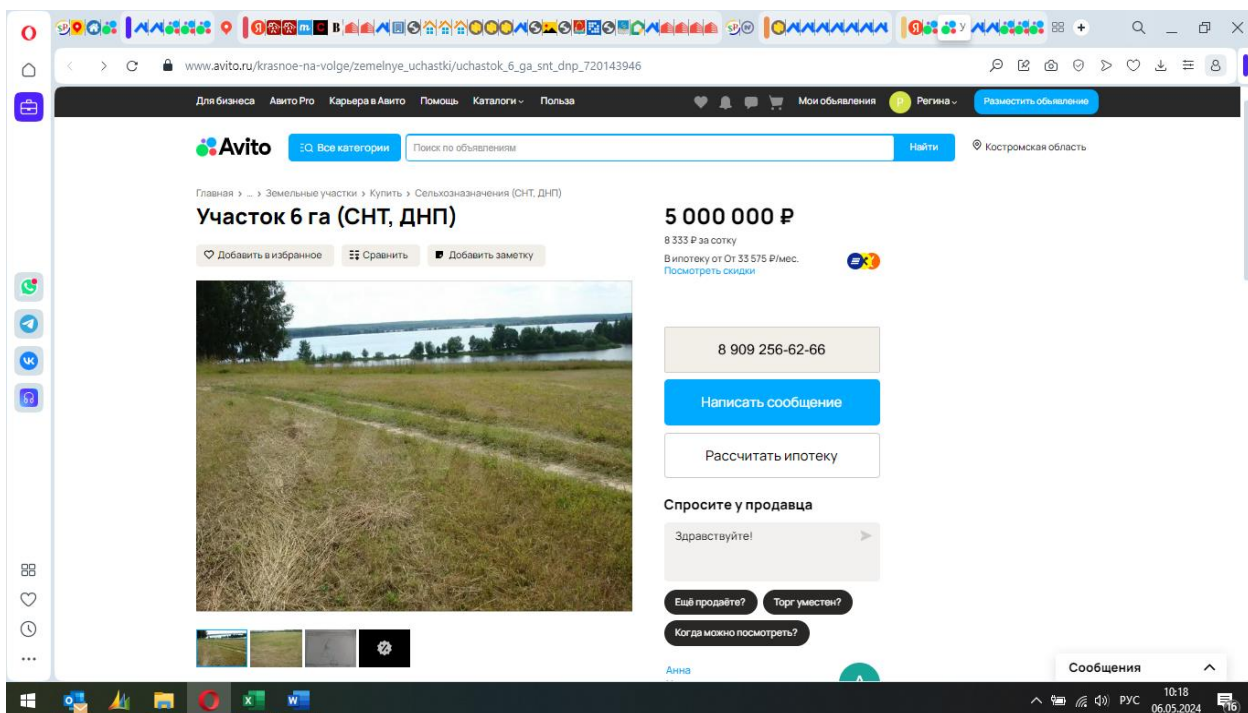 www.avito.ru/krasnoe-na-volge/zemelnye_uchastki/uchastok_6_ga_snt_dnp_720143946
Для бизнеса Авито Pro Карьера в Авито Помощь Каталоги Польза Мои объявления Р Регина Разместить объявление
Avito Все категории Поиск по объявлениям Найти Костромская область
Главная > ... > Земельные участки > Купить > Сельхозназначения (СНТ, ДНП)
Участок 6 га (СНТ, ДНП)
5 000 000 ₽
8 333 ₽ за сотку
Добавить в избранное Сравнить Добавить заметку
В ипотеку от От 33 575 ₽/мес.
Посмотреть скидки
8 909 256-62-66
Написать сообщение
Рассчитать ипотеку
Спросите у продавца
Здравствуйте!
Ещё продаёте? Торг уместен?
Когда можно посмотреть?
Анна
Сообщения
РУС
10:18
06.05.2024
16